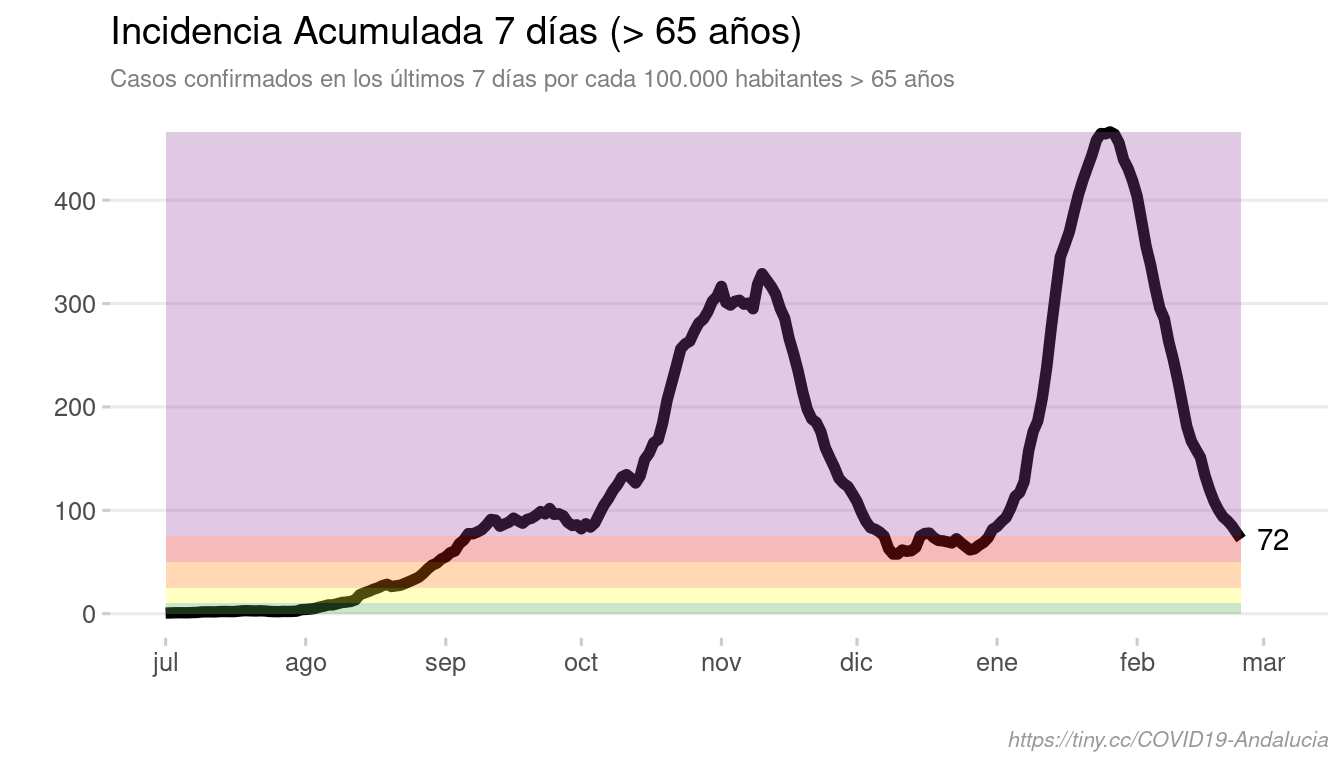 Incidencia Acumulada 7 días (> 65 años)
Casos confirmados en los últimos 7 días por cada 100.000 habitantes > 65 años
400
300
200
100
0
72
jul ago sep oct nov dic ene feb mar
https://tiny.cc/COVID19-Andalucia